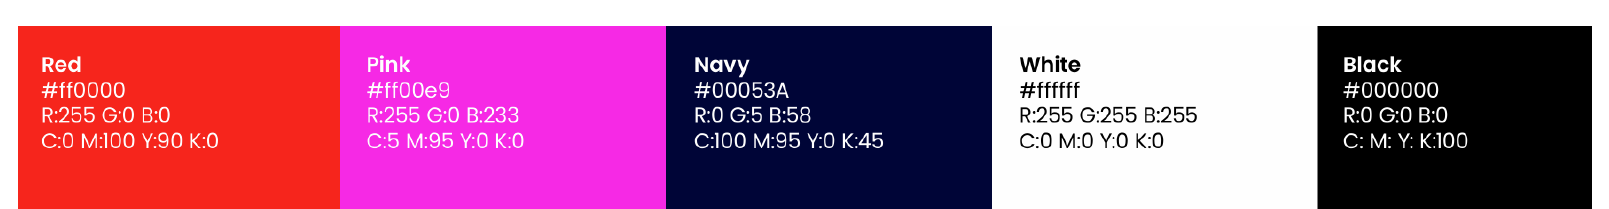 Red
#ff0000
R:255 G:0 B:0
C:0 M:100 Y:90 K:0
Pink
#ff00e9
R:255 G:0 B:233
C:5 M:95 Y:0 K:0
Navy
#00053A
R:0 G:5 B:58
C:100 M:95 Y:0 K:45
White
#ffffff
R:255 G:255 B:255
C:0 M:0 Y:0 K:0
Black
#000000
R:0 G:0 B:0
C: M: Y: K:100